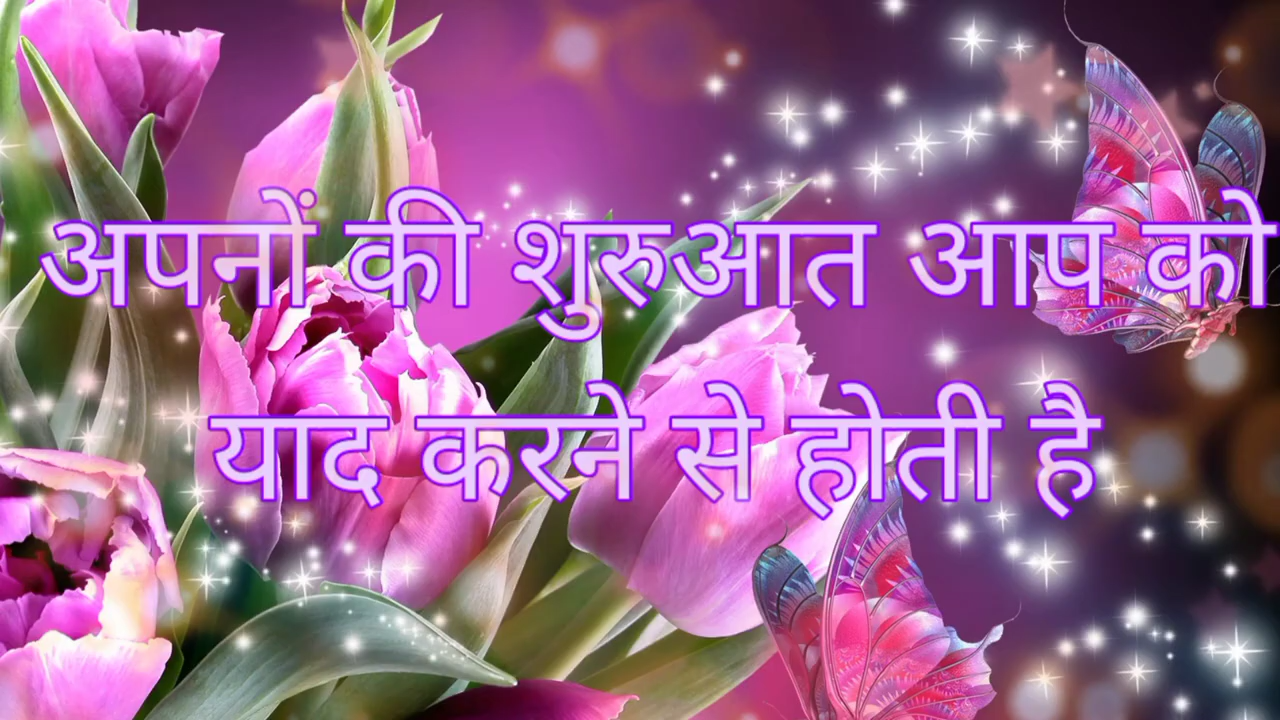 अपनों की शुरुआत आप को
याद करने से होती है